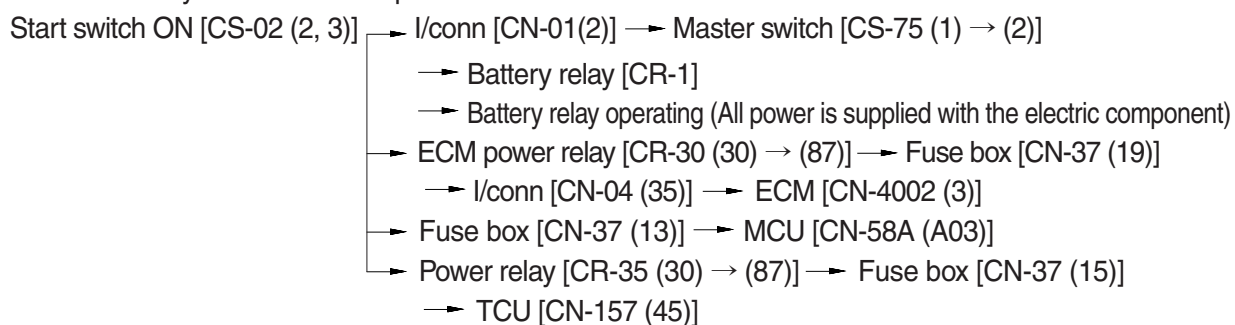 Start switch ON [CS-02 (2, 3)] → I/conn [CN-01(2)] → Master switch [CS-75 (1) → (2)]
→ Battery relay [CR-1]
→ Battery relay operating (All power is supplied with the electric component)
→ ECM power relay [CR-30 (30) → (87)] → Fuse box [CN-37 (19)]
→ I/conn [CN-04 (35)] → ECM [CN-4002 (3)]
→ Fuse box [CN-37 (13)] → MCU [CN-58A (A03)]
→ Power relay [CR-35 (30) → (87)] → Fuse box [CN-37 (15)]
→ TCU [CN-157 (45)]